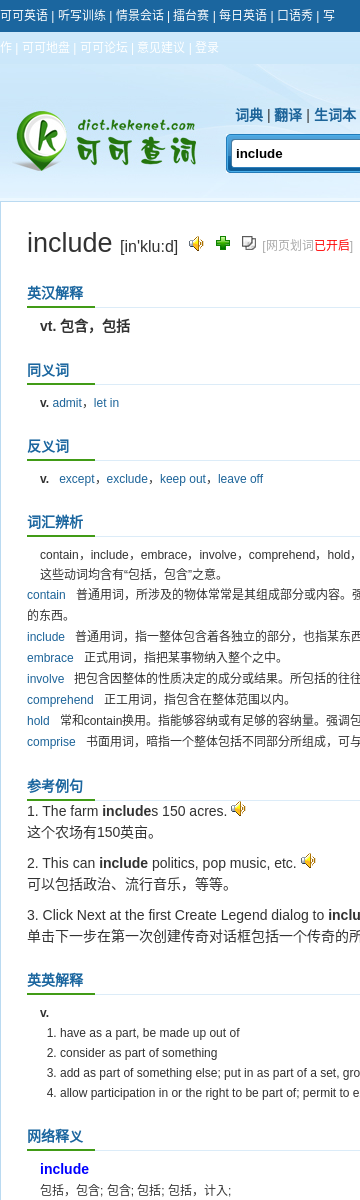 可可英语 | 听写训练 | 情景会话 | 擂台赛 | 每日英语 | 口语秀 | 写
作 | 可可地盘 | 可可论坛 | 意见建议 | 登录
词典 | 翻译 | 生词本
dict.kekenet.com
可可查词
include
include [in'klu:d] [网页划词已开启]
英汉解释
vt. 包含，包括
同义词
v. admit，let in
反义词
v. except，exclude，keep out，leave off
词汇辨析
contain，include，embrace，involve，comprehend，hold，
这些动词均含有“包括，包含”之意。
contain 普通用词，所涉及的物体常常是其组成部分或内容。强
的东西。
include 普通用词，指一整体包含着各独立的部分，也指某东西
embrace 正式用词，指把某事物纳入整个之中。
involve 把包含因整体的性质决定的成分或结果。所包括的往往
comprehend 正工用词，指包含在整体范围以内。
hold 常和contain换用。指能够容纳或有足够的容纳量。强调包
comprise 书面用词，暗指一个整体包括不同部分所组成，可与
参考例句
1. The farm includes 150 acres.
这个农场有150英亩。
2. This can include politics, pop music, etc.
可以包括政治、流行音乐，等等。
3. Click Next at the first Create Legend dialog to inclu
单击下一步在第一次创建传奇对话框包括一个传奇的所
英英解释
v.
1. have as a part, be made up out of
2. consider as part of something
3. add as part of something else; put in as part of a set, gro
4. allow participation in or the right to be part of; permit to e
网络释义
include
包括，包含; 包含; 包括; 包括，计入;